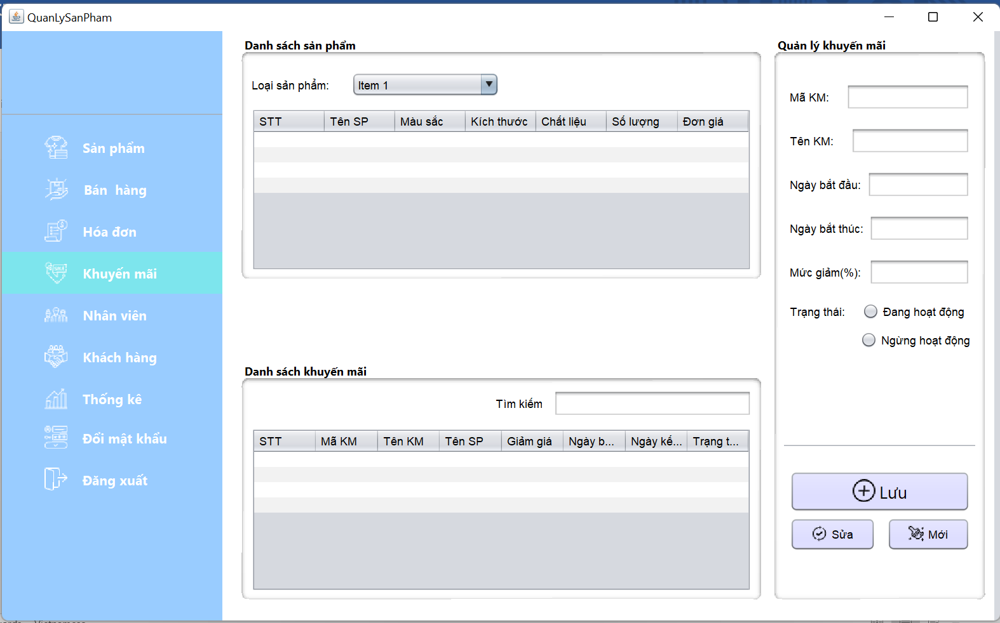 QuanLySanPham
Sản phẩm
Bán hàng
Hóa đơn
Khuyến mãi
Nhân viên
Khách hàng
Thống kê
Đổi mật khẩu
Đăng xuất
Danh sách sản phẩm
Loại sản phẩm: Item 1
STT Tên SP Màu sắc Kích thước Chất liệu Số lượng Đơn giá
Danh sách khuyến mãi
Tìm kiếm
STT Mã KM Tên KM Tên SP Giảm giá Ngày b... Ngày kế... Trạng t...
Quản lý khuyến mãi
Mã KM:
Tên KM:
Ngày bắt đầu:
Ngày bắt thúc:
Mức giảm(%):
Trạng thái: Đang hoạt động
Ngừng hoạt động
Lưu
Sửa Mới